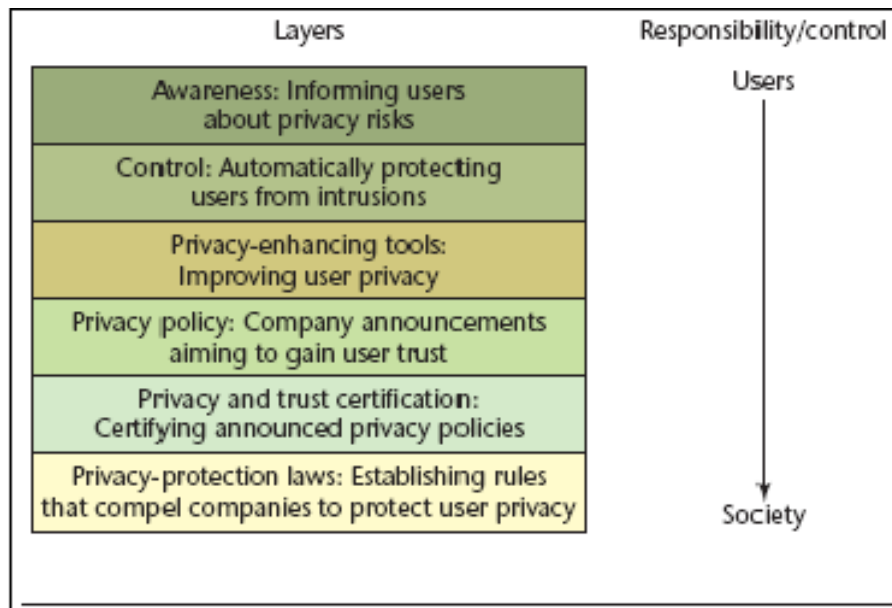 Layers
Responsibility/control
Awareness: Informing users
about privacy risks
Users
Control: Automatically protecting
users from intrusions
Privacy-enhancing tools:
Improving user privacy
Privacy policy: Company announcements
aiming to gain user trust
Privacy and trust certification:
Certifying announced privacy policies
Privacy-protection laws: Establishing rules
that compel companies to protect user privacy
Society